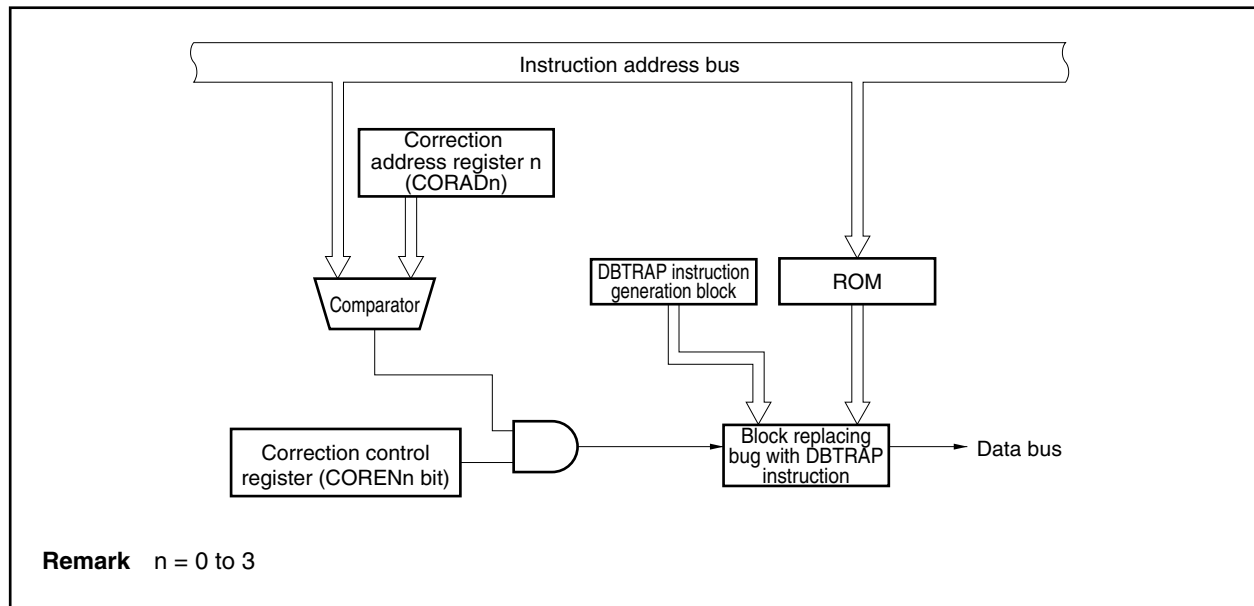 Instruction address bus
Correction
address register n
(CORADn)
DBTRAP instruction
generation block
ROM
Comparator
Correction control
register (CORENn bit)
Block replacing
bug with DBTRAP
instruction
Data bus
Remark n = 0 to 3